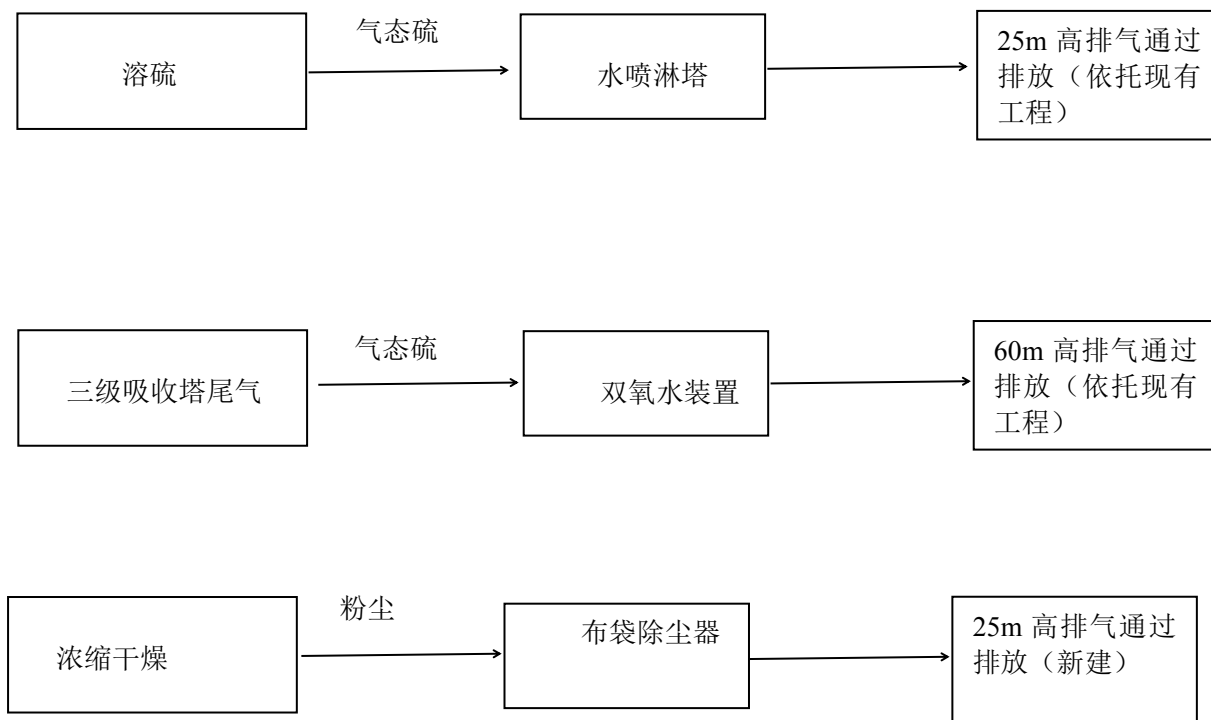 气态硫
溶硫
水喷淋塔
25m 高排气通过
排放（依托现有
工程）
气态硫
三级吸收塔尾气
双氧水装置
60m 高排气通过
排放（依托现有
工程）
粉尘
浓缩干燥
布袋除尘器
25m 高排气通过
排放（新建）